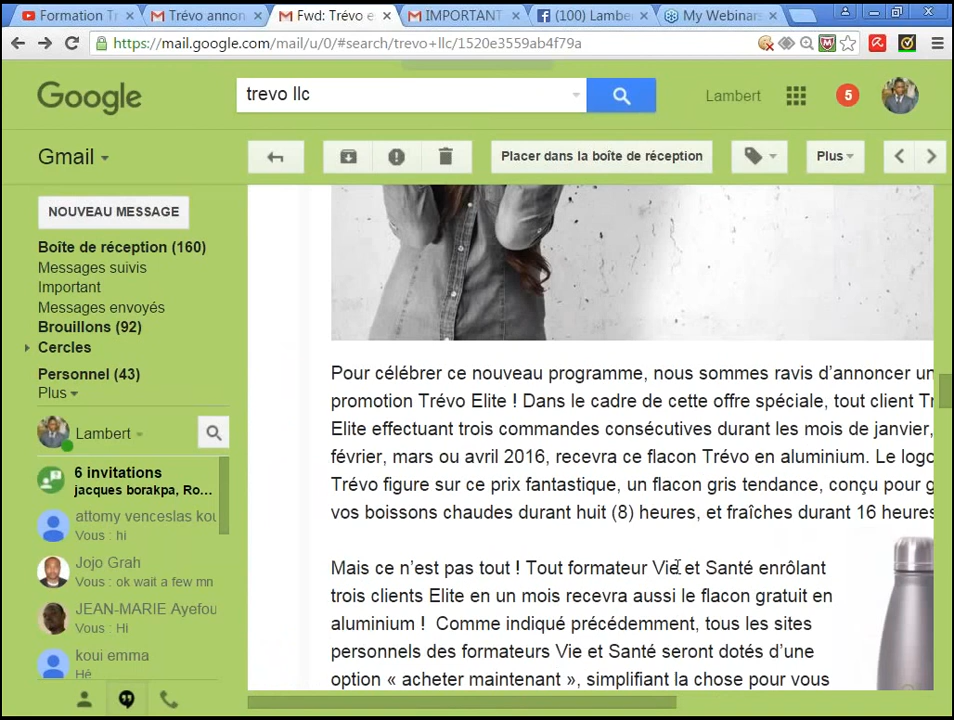 Formation T
Trévo annon
Fwd: Trévo e
IMPORTANT
(100) Lambe
My Webinar
https://mail.google.com/mail/u/0/#search/trevo+llc/1520e3559ab4f79a
Google
trevo llc
Lambert
5
Gmail
Placer dans la boîte de réception
Plus
NOUVEAU MESSAGE
Boîte de réception (160)
Messages suivis
Important
Messages envoyés
Brouillons (92)
Cercles
Personnel (43)
Plus
Lambert
6 invitations
jacques borakpa, Ro...
attomy venceslas kou
Vous : hi
Jojo Grah
Vous : ok wait a few mn
JEAN-MARIE Ayefou
Vous : Hi
koui emma
Hé
Pour célébrer ce nouveau programme, nous sommes ravis d’annoncer un
promotion Trévo Elite ! Dans le cadre de cette offre spéciale, tout client Tr
Elite effectuant trois commandes consécutives durant les mois de janvier,
février, mars ou avril 2016, recevra ce flacon Trévo en aluminium. Le logo
Trévo figure sur ce prix fantastique, un flacon gris tendance, conçu pour g
vos boissons chaudes durant huit (8) heures, et fraîches durant 16 heures
Mais ce n’est pas tout ! Tout formateur Vie et Santé enrôlant
trois clients Elite en un mois recevra aussi le flacon gratuit en
aluminium ! Comme indiqué précédemment, tous les sites
personnels des formateurs Vie et Santé seront dotés d’une
option « acheter maintenant », simplifiant la chose pour vous